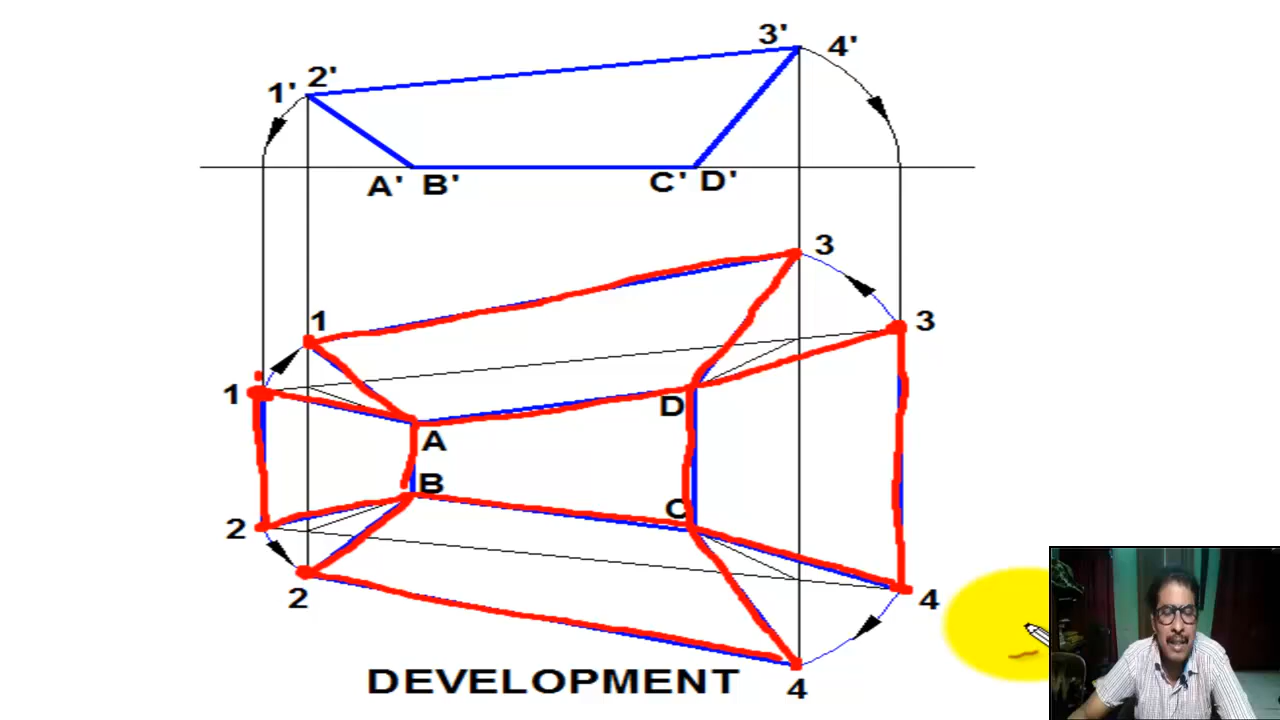 3' 4'
1' 2'
A' B' C' D'
3
1 3
1 D
A
B
C
2
2 4
DEVELOPMENT 4